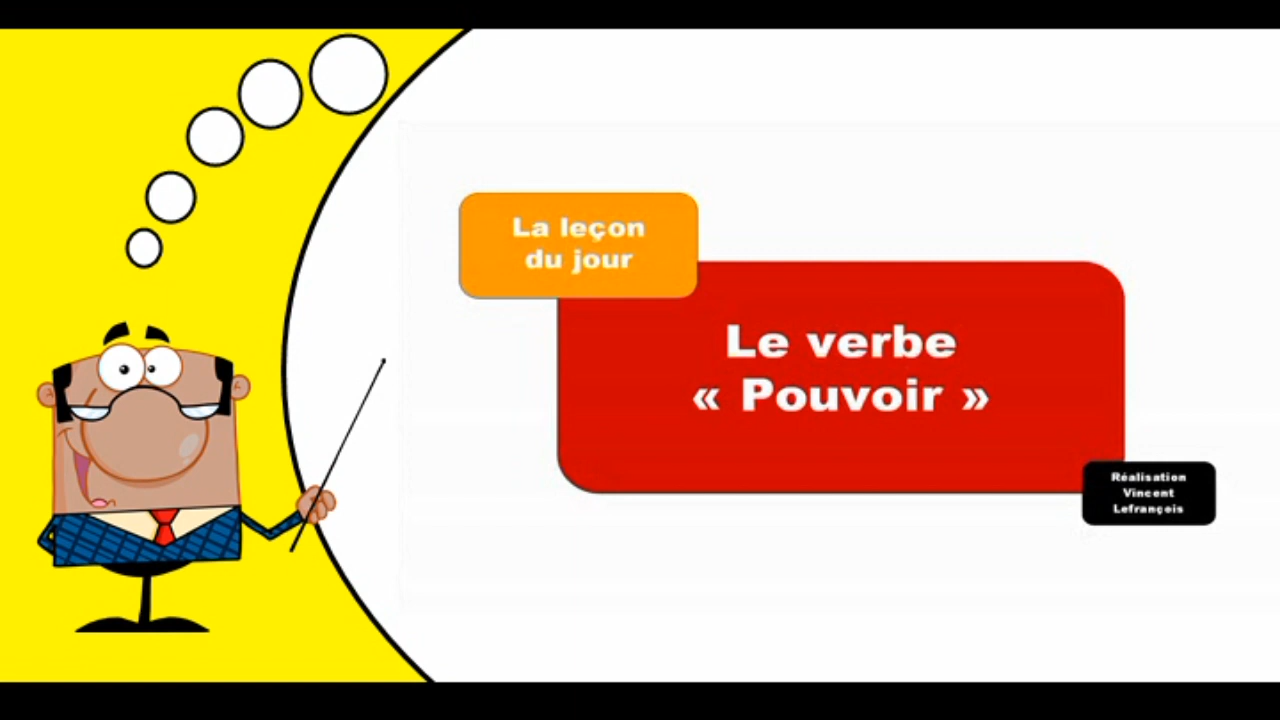 La leçon
du jour
Le verbe
« Pouvoir »
Réalisation
Vincent
Lefrançois